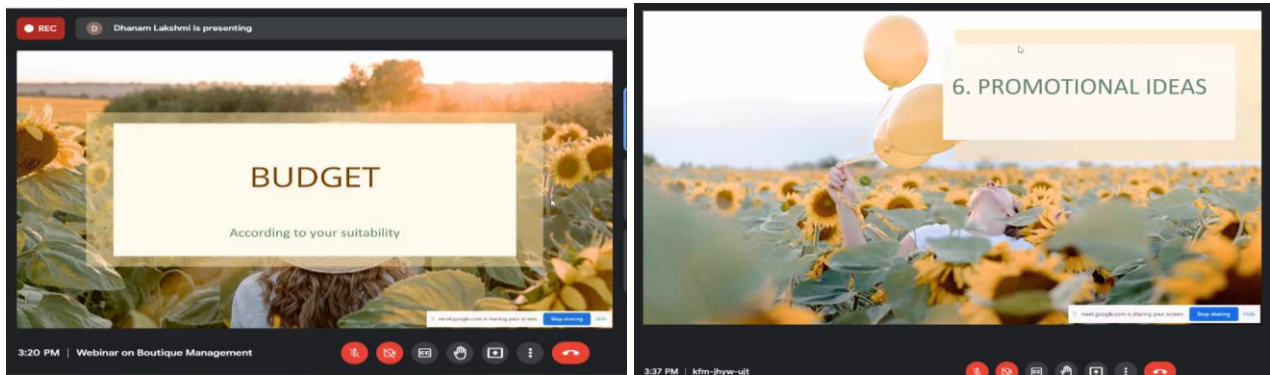 REC
D Dhanam Lakshmi is presenting
BUDGET
According to your suitability
meet.google.com is sharing your screen. Stop sharing Hide
3:20 PM | Webinar on Boutique Management
CC
6. PROMOTIONAL IDEAS
meet.google.com is sharing your screen. Stop sharing Hide
3:37 PM | kfm-jhyw-ujt
CC